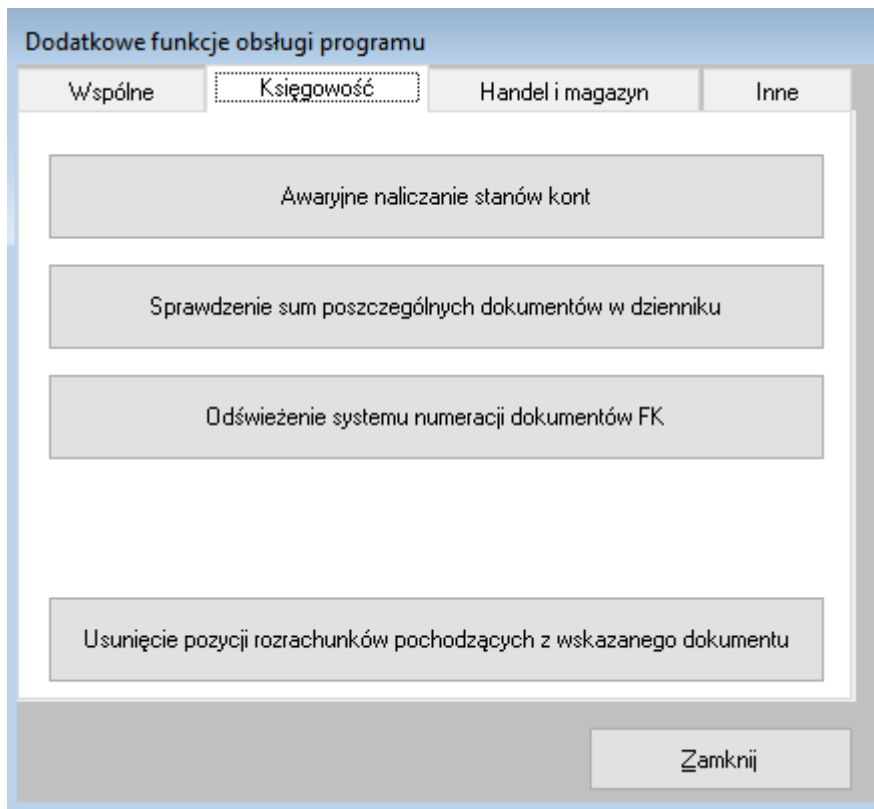 Dodatkowe funkcje obsługi programu
Wspólne
Księgowość
Handel i magazyn
Inne
Awaryjne naliczanie stanów kont
Sprawdzenie sum poszczególnych dokumentów w dzienniku
Odświeżenie systemu numeracji dokumentów FK
Usunięcie pozycji rozrachunków pochodzących z wskazanego dokumentu
Zamknij